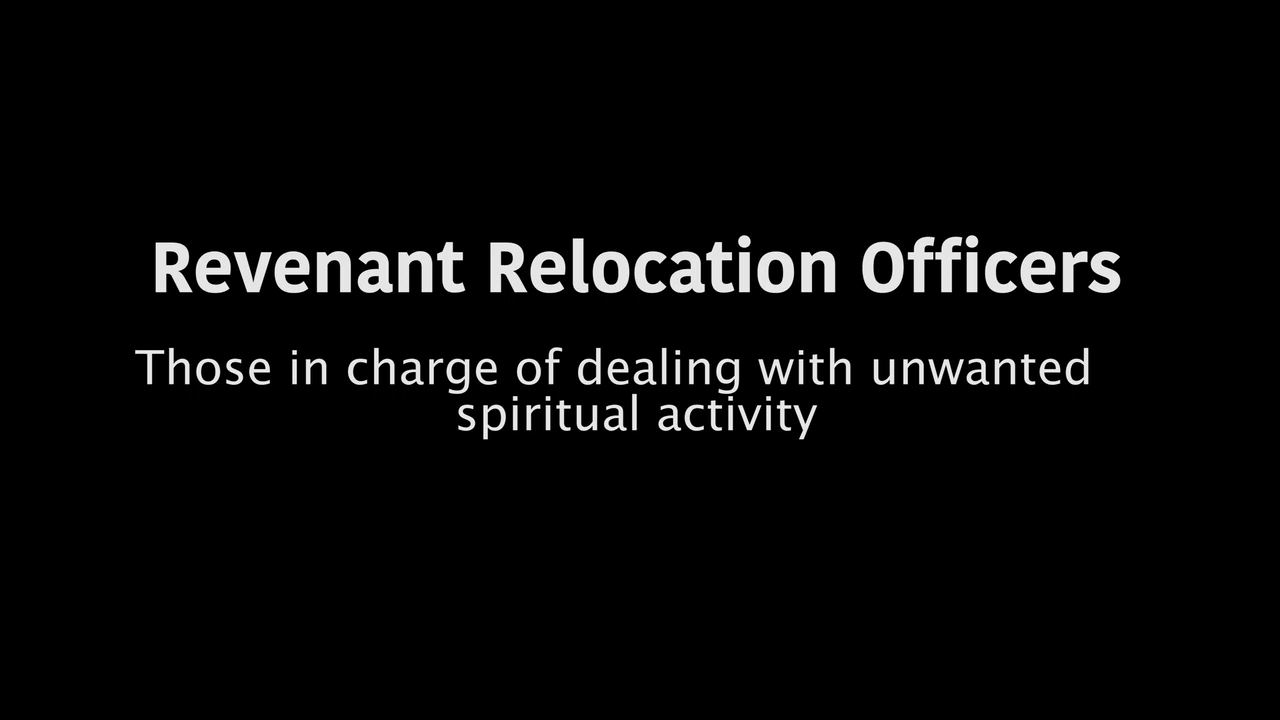 Revenant Relocation Officers
Those in charge of dealing with unwanted
spiritual activity